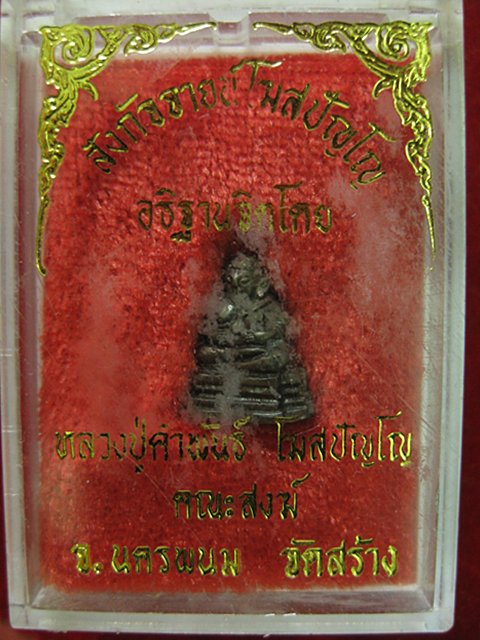 สังกัจจายน์โฆสปัญโญ
อธิฐานจิตโดย
หลวงปู่คำพันธ์ โฆสปัญโญ
คณะสงฆ์
จ.นครพนม จัดสร้าง